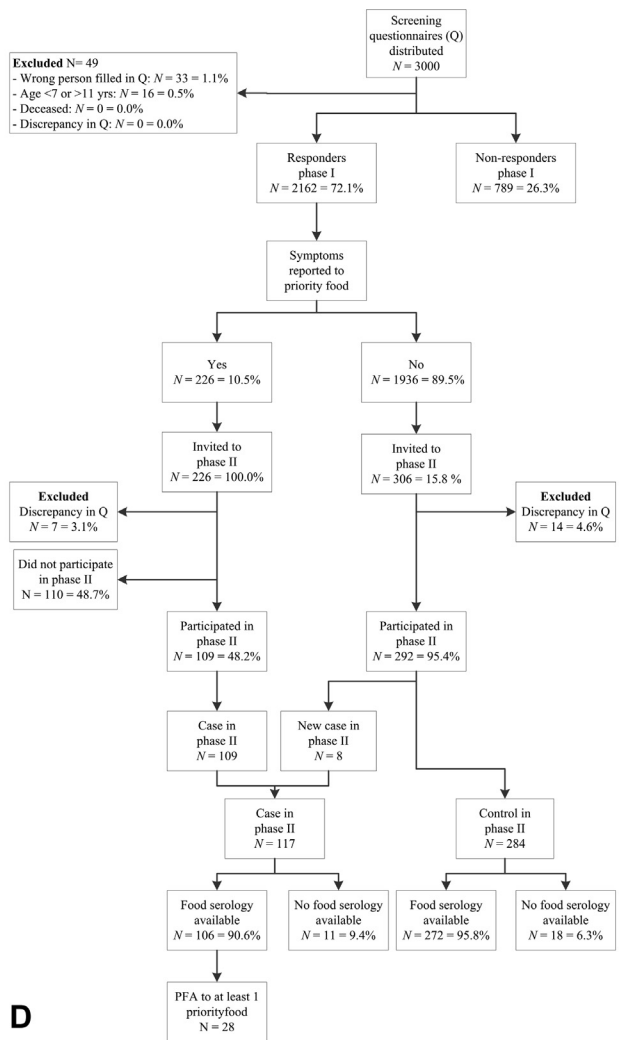 Screening
questionnaires (Q)
distributed
N = 3000
Excluded N= 49
- Wrong person filled in Q: N = 33 = 1.1%
- Age <7 or >11 yrs: N = 16 = 0.5%
- Deceased: N = 0 = 0.0%
- Discrepancy in Q: N = 0 = 0.0%
Responders
phase I
N = 2162 = 72.1%
Non-responders
phase I
N = 789 = 26.3%
Symptoms
reported to
priority food
Yes
N = 226 = 10.5%
No
N = 1936 = 89.5%
Invited to
phase II
N = 226 = 100.0%
Invited to
phase II
N = 306 = 15.8 %
Excluded
Discrepancy in Q
N = 7 = 3.1%
Excluded
Discrepancy in Q
N = 14 = 4.6%
Did not participate
in phase II
N = 110 = 48.7%
Participated in
phase II
N = 109 = 48.2%
Participated in
phase II
N = 292 = 95.4%
Case in
phase II
N = 109
New case in
phase II
N = 8
Case in
phase II
N = 117
Control in
phase II
N = 284
Food serology
available
N = 106 = 90.6%
No food serology
available
N = 11 = 9.4%
Food serology
available
N = 272 = 95.8%
No food serology
available
N = 18 = 6.3%
PFA to at least 1
priorityfood
N = 28
D